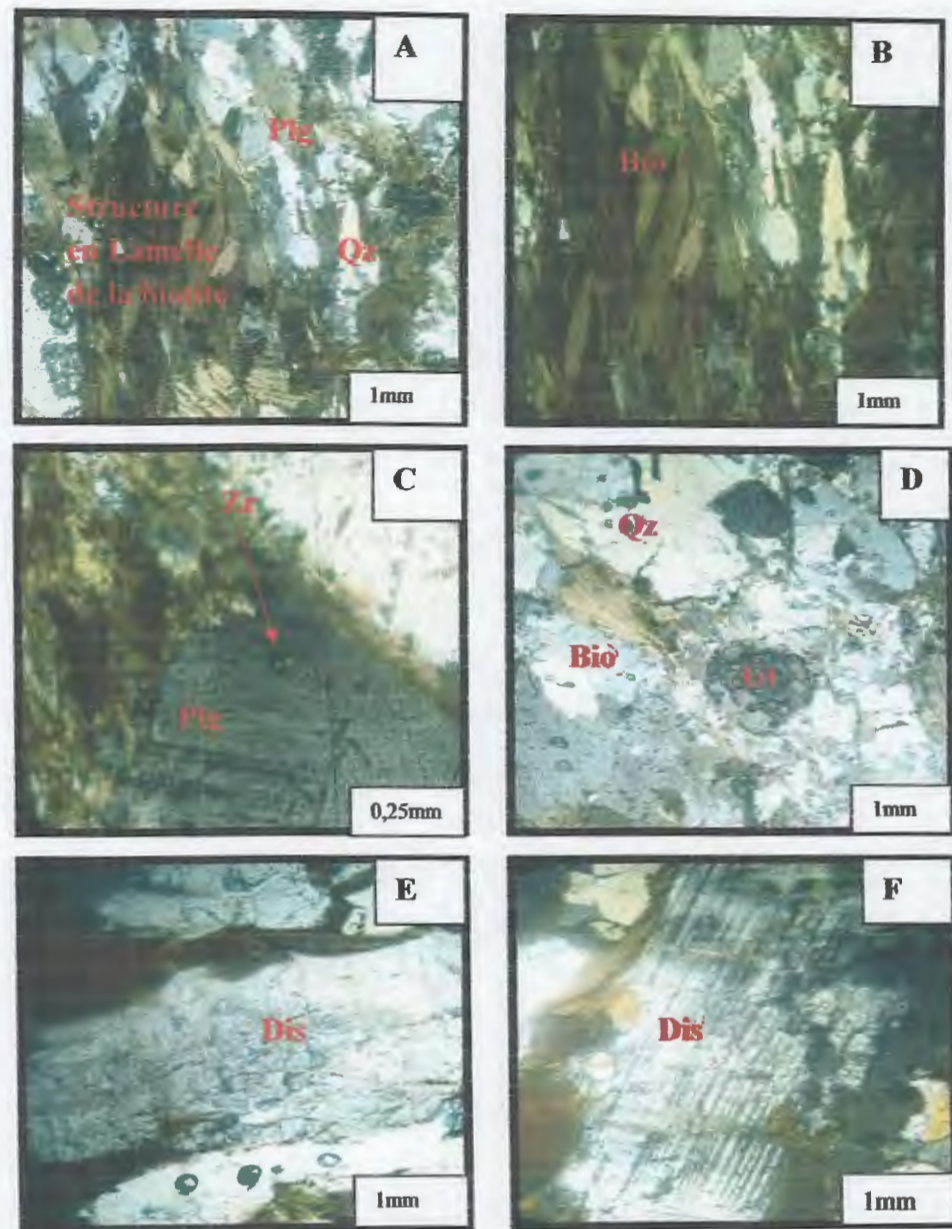 A
Plg
Structure
en Lamelle
de la biotite
Qz
1mm
B
Bio
1mm
C
Zr
Plg
0,25mm
D
Qz
Bio
Gt
1mm
E
Dis
1mm
F
Dis
1mm